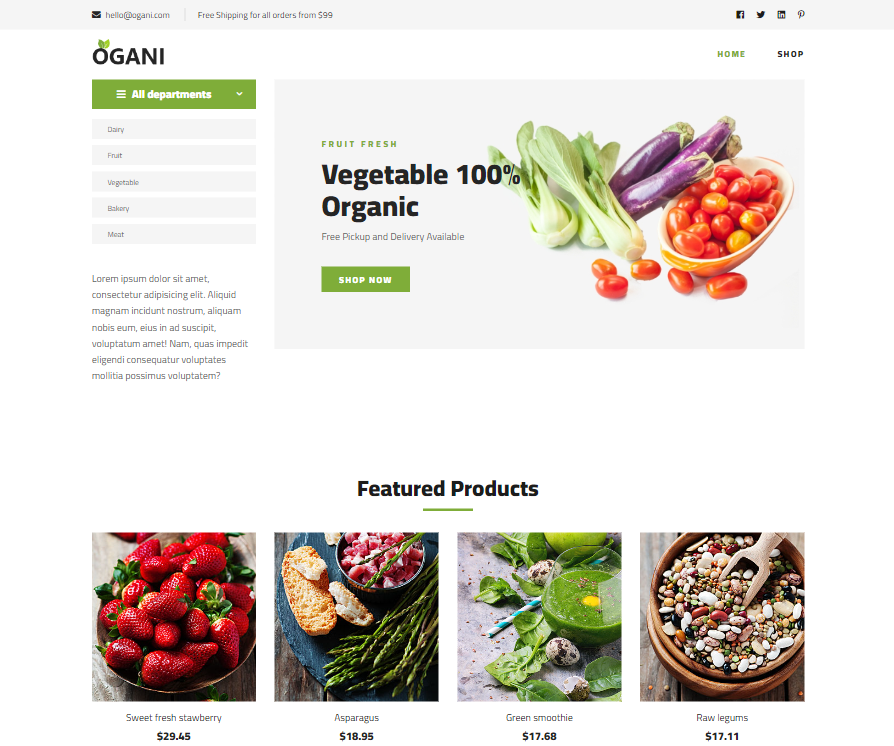 hello@ogani.com
Free Shipping for all orders from $99
OGANI
HOME
SHOP
All departments
Dairy
Fruit
Vegetable
Bakery
Meat
Lorem ipsum dolor sit amet,
consectetur adipisicing elit. Aliquid
magnam incidunt nostrum, aliquam
nobis eum, eius in ad suscipit,
voluptatum amet! Nam, quas impedit
eligendi consequatur voluptates
mollitia possimus voluptatem?
FRUIT FRESH
Vegetable 100%
Organic
Free Pickup and Delivery Available
SHOP NOW
Featured Products
Sweet fresh stawberry
$29.45
Asparagus
$18.95
Green smoothie
$17.68
Raw legums
$17.11